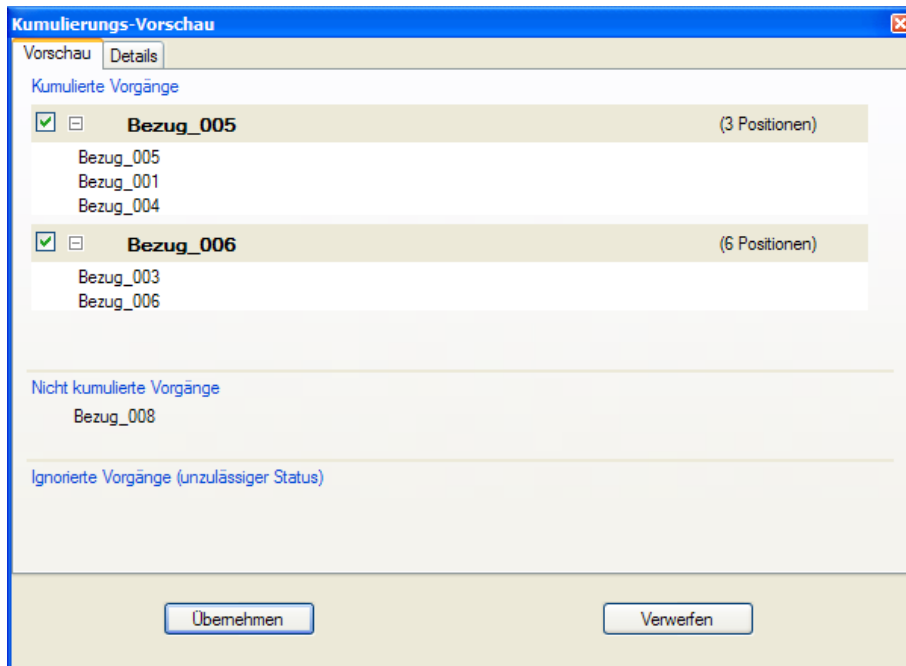 Kumulierungs-Vorschau
Vorschau Details
Kumulierte Vorgänge
Bezug_005 (3 Positionen)
Bezug_005
Bezug_001
Bezug_004
Bezug_006 (6 Positionen)
Bezug_003
Bezug_006
Nicht kumulierte Vorgänge
Bezug_008
Ignorierte Vorgänge (unzulässiger Status)
Übernehmen Verwerfen